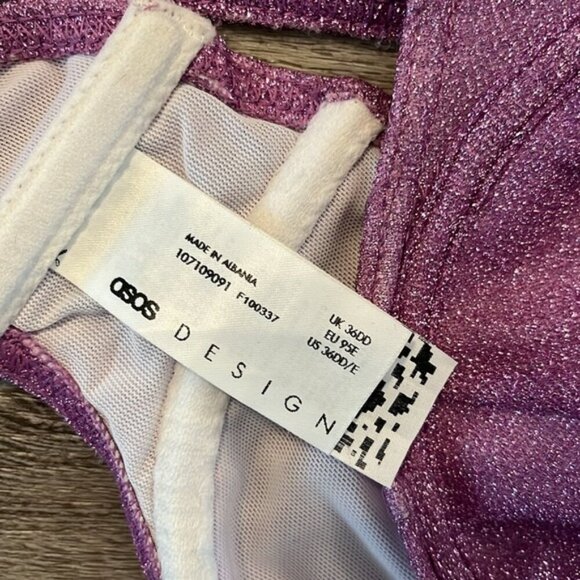 MADE IN ALBANIA
107109091 F100337
asos
DESIGN
UK 36DD
EU 95E
US 36DD/E